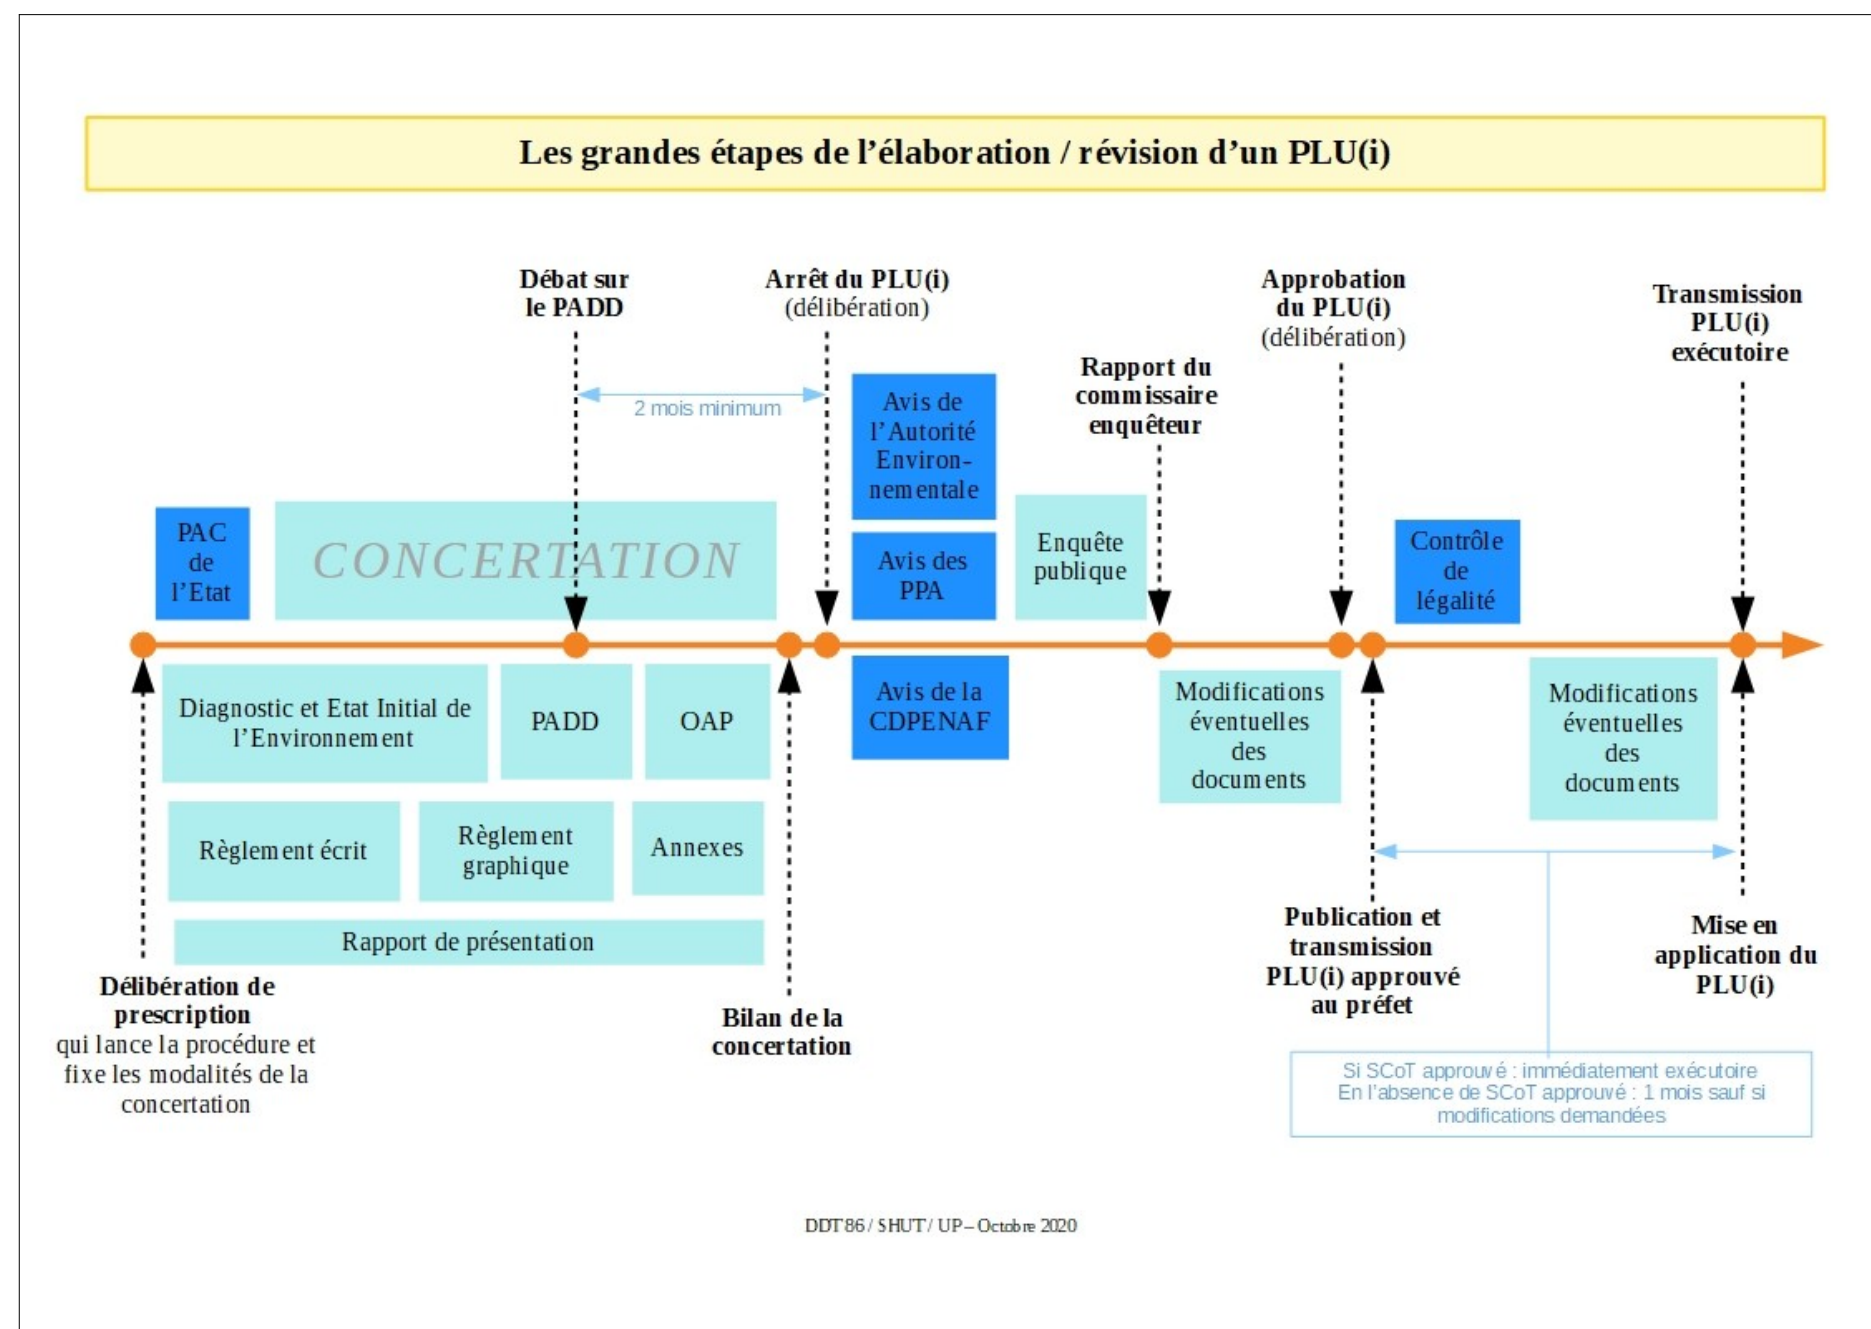 Les grandes étapes de l’élaboration / révision d’un PLU(i)
Débat sur
le PADD
Arrêt du PLU(i)
(délibération)
Approbation
du PLU(i)
(délibération)
Transmission
PLU(i)
exécutoire
Rapport du
commissaire
enquêteur
2 mois minimum
Avis de
l’Autorité
Environ-
nementale
PAC
de
l’Etat
CONCERTATION
Avis des
PPA
Enquête
publique
Contrôle
de
légalité
Diagnostic et Etat Initial de
l’Environnement
PADD
OAP
Avis de la
CDPENAF
Modifications
éventuelles
des
documents
Modifications
éventuelles
des
documents
Règlement écrit
Règlement
graphique
Annexes
Rapport de présentation
Délibération de
prescription
qui lance la procédure et
fixe les modalités de la
concertation
Bilan de la
concertation
Publication et
transmission
PLU(i) approuvé
au préfet
Mise en
application du
PLU(i)
Si SCoT approuvé : immédiatement exécutoire
En l’absence de SCoT approuvé : 1 mois sauf si
modifications demandées
DDT 86 / SHUT / UP – Octobre 2020